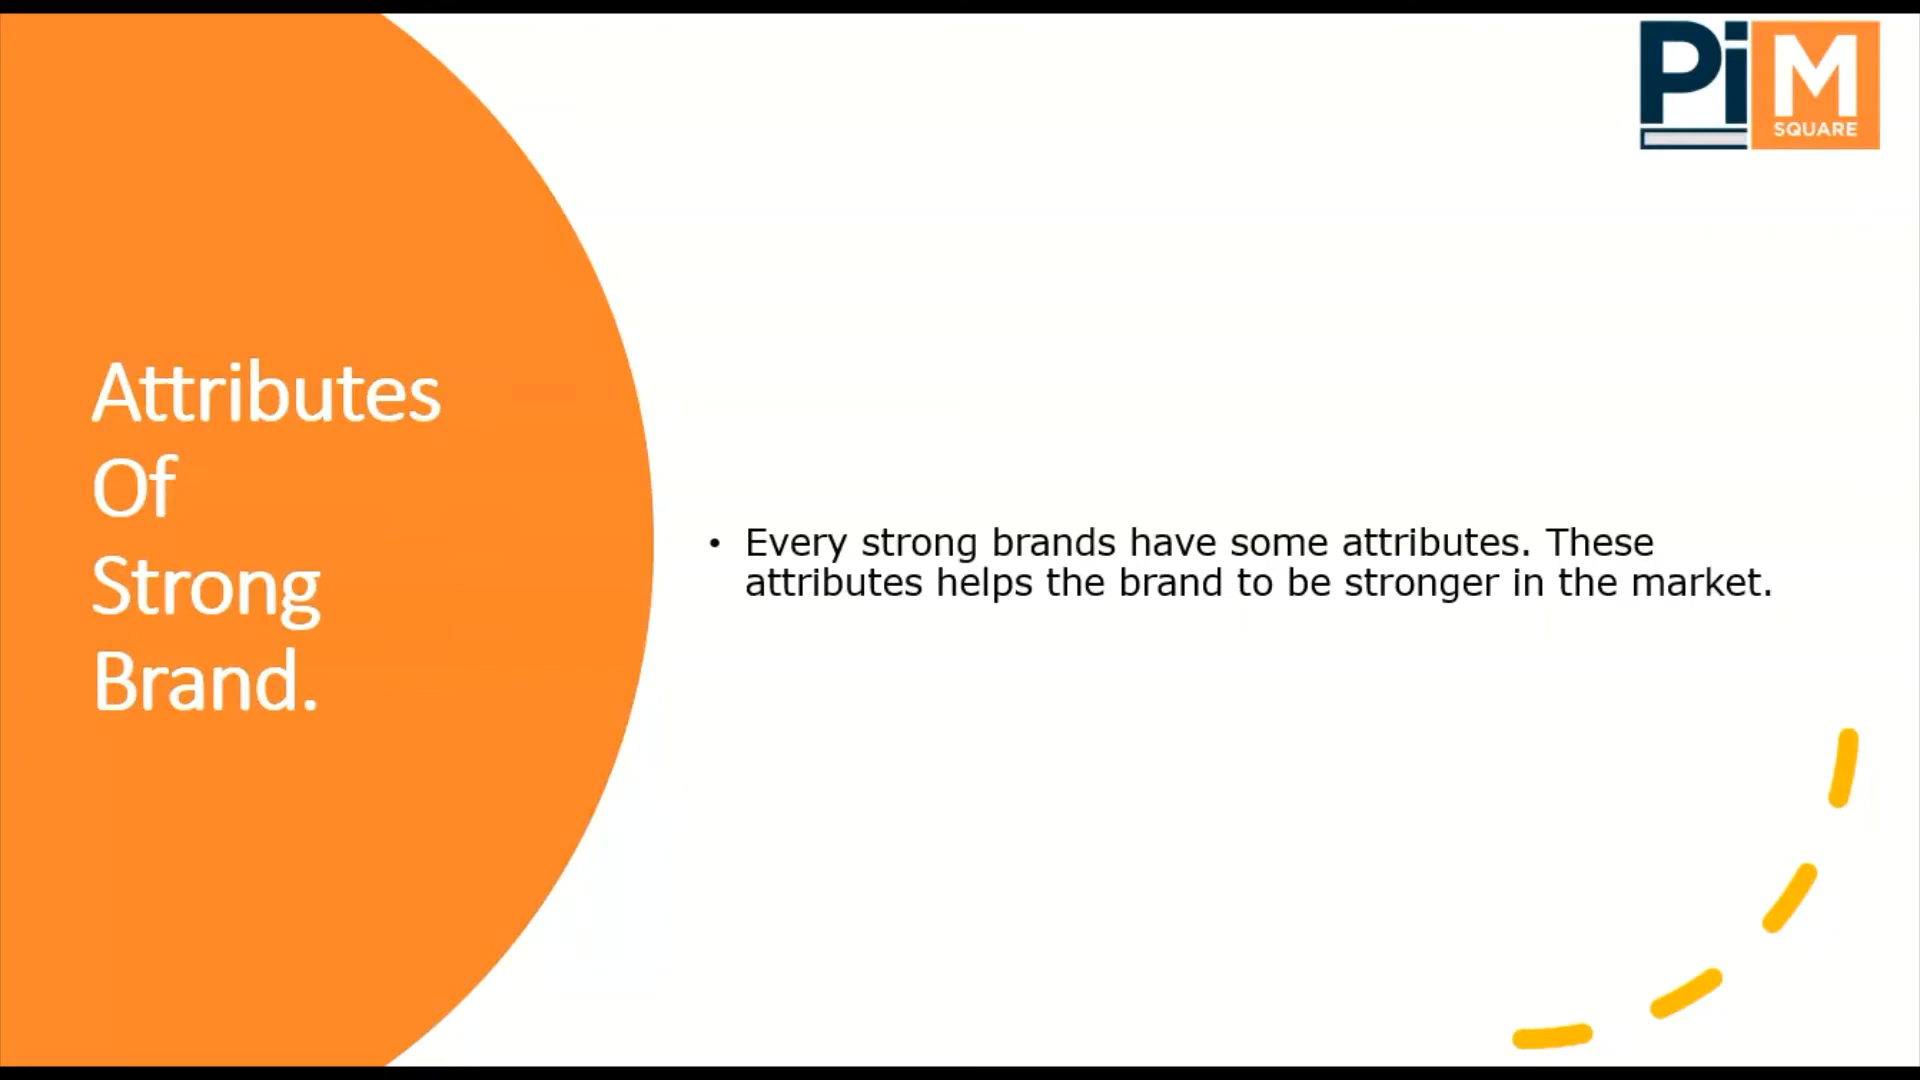 Pi M
SQUARE
Attributes
Of
Strong
Brand.
• Every strong brands have some attributes. These
attributes helps the brand to be stronger in the market.